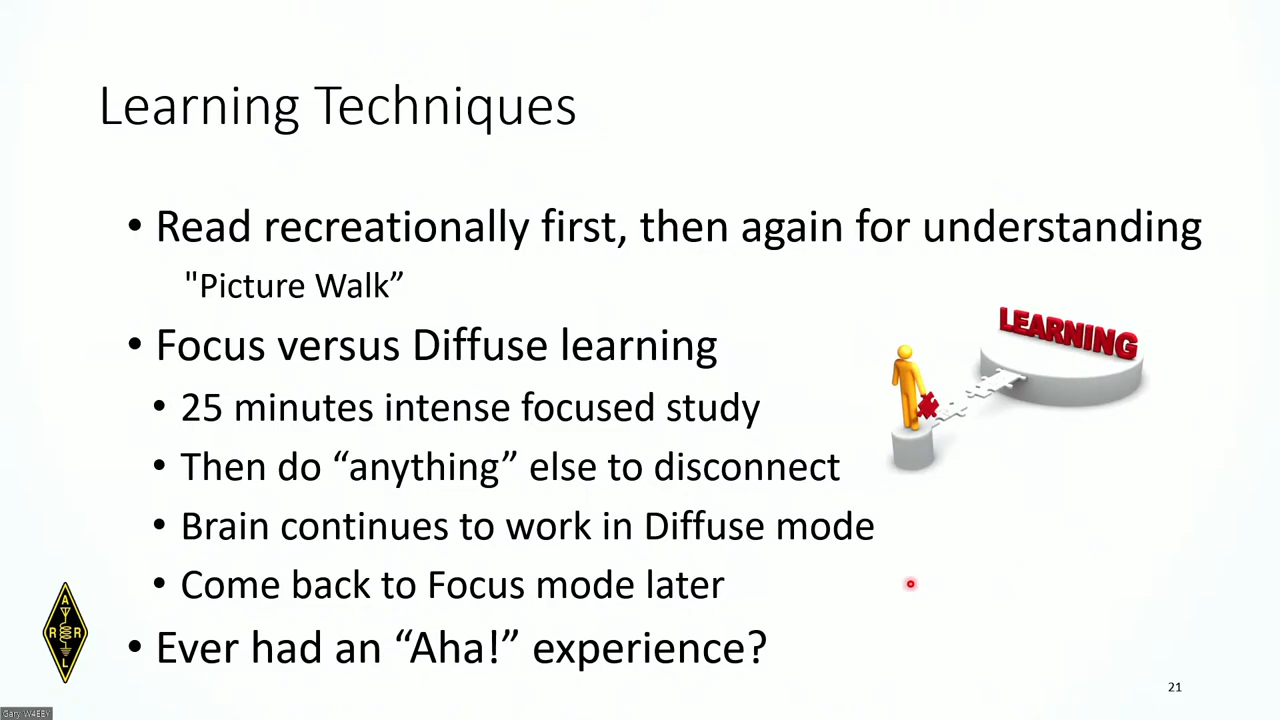 Learning Techniques
• Read recreationally first, then again for understanding
"Picture Walk”
• Focus versus Diffuse learning
• 25 minutes intense focused study
• Then do “anything” else to disconnect
• Brain continues to work in Diffuse mode
• Come back to Focus mode later
• Ever had an “Aha!” experience?
LEARNING
A
R R
L
21
Gary W4EEY